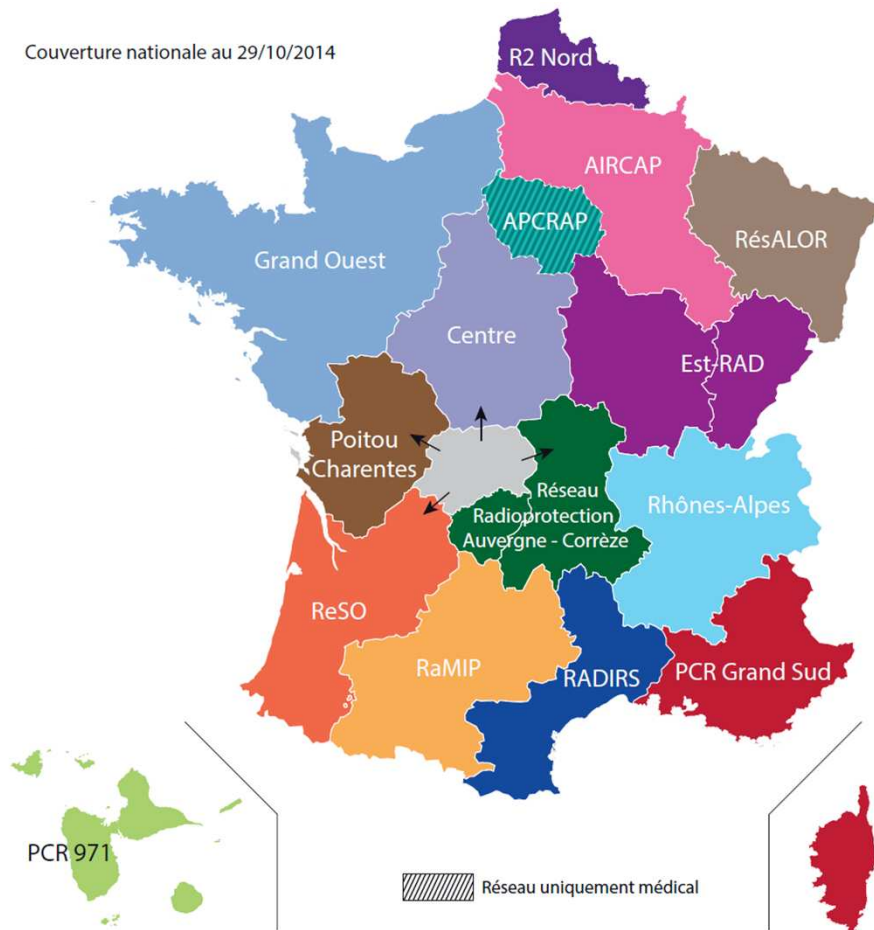 Couverture nationale au 29/10/2014
R2 Nord
AIRCAP
APCRAP
RésALOR
Grand Ouest
Centre
Est-RAD
Poitou
Charentes
Réseau
Radioprotection
Auvergne - Corrèze
Rhônes-Alpes
ReSO
RaMIP
RADIRS
PCR Grand Sud
PCR 971
Réseau uniquement médical